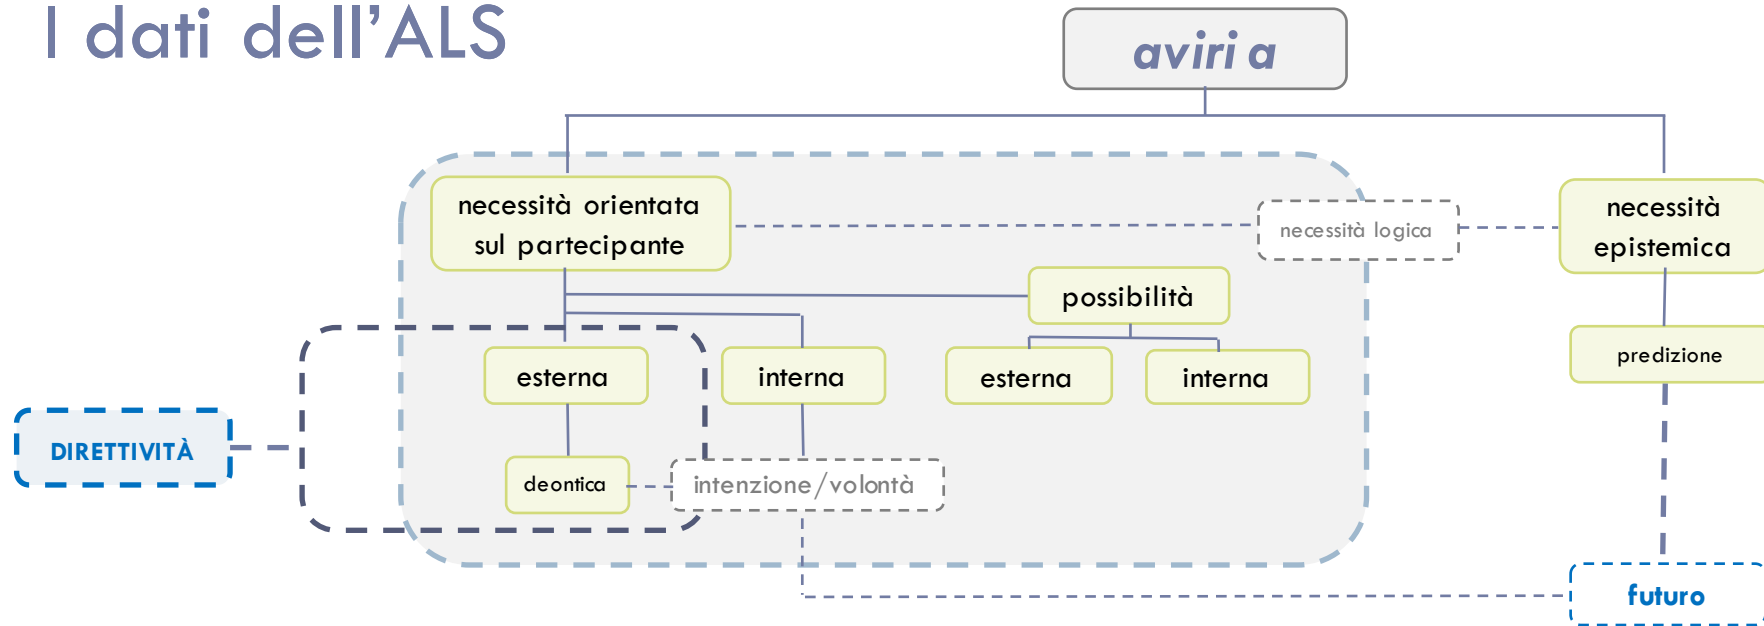 I dati dell’ALS
aviri a
necessità orientata
sul partecipante
necessità logica
necessità
epistemica
possibilità
esterna
interna
esterna
interna
predizione
DIRETTIVITÀ
deontica
intenzione/volontà
futuro